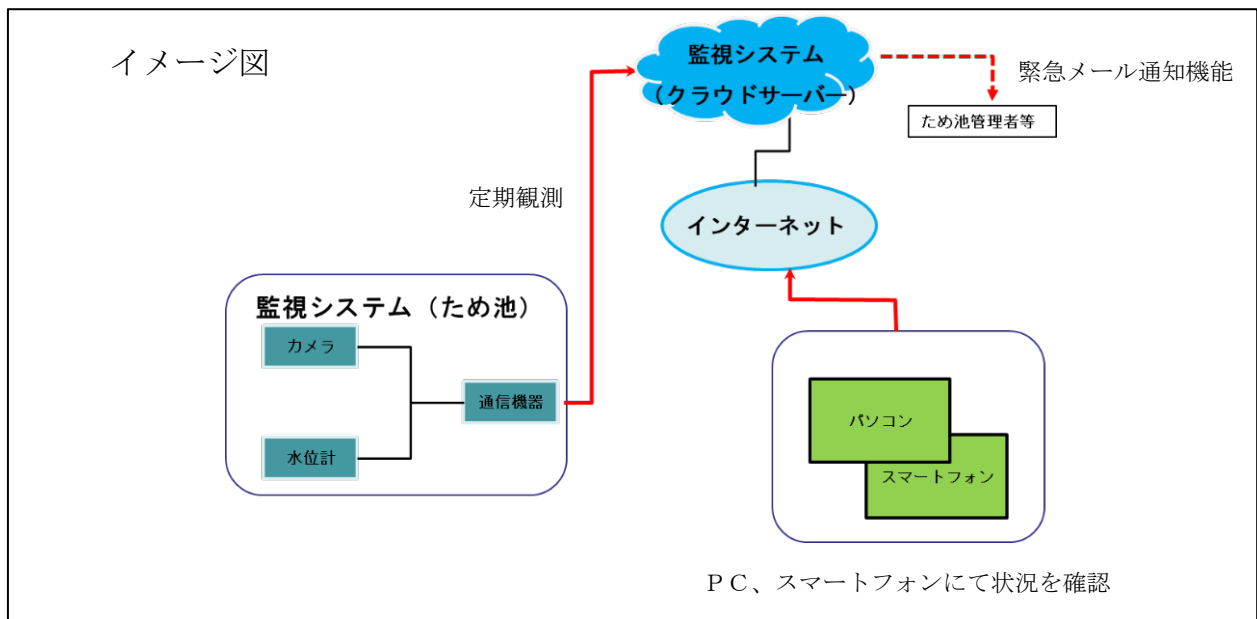 イメージ図
監視システム
(クラウドサーバー)
緊急メール通知機能
ため池管理者等
定期観測
インターネット
監視システム（ため池）
カメラ
通信機器
水位計
パソコン
スマートフォン
ＰＣ、スマートフォンにて状況を確認